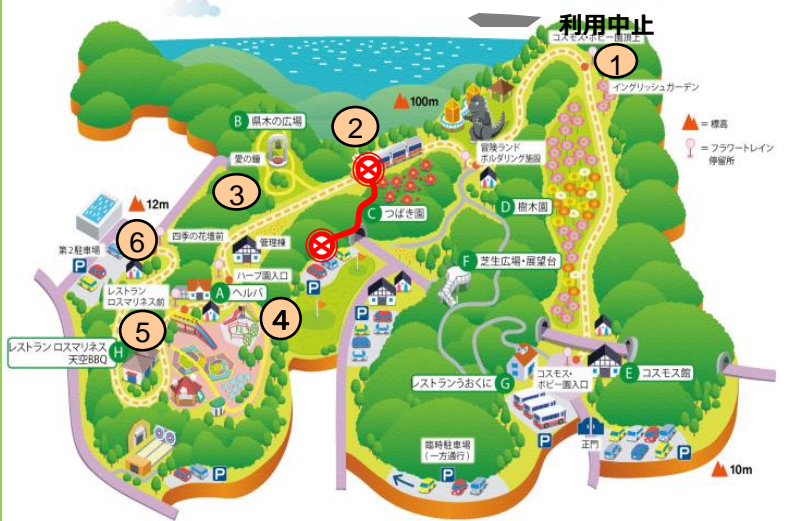 利用中止
コスモス・ポピー園頂上
1
イングリッシュガーデン
100m
2
B 県木の広場
愛の鐘
冒険ランド
ボルダリング施設
= 標高
= フラワートレイン
停留所
3
12m
C つばき園
D 樹木園
6
四季の花壇前
管理棟
第2駐車場
P
ハーブ園入口
F 芝生広場・展望台
レストラン
ロスマリネス前
A ヘルバ
P
4
5
レストラン ロスマリネス
天空BBQ
H
P
レストランうおくに G
コスモス・
ポピー園入口
E コスモス館
臨時駐車場
(一方通行)
P
P
正門
P
P
10m